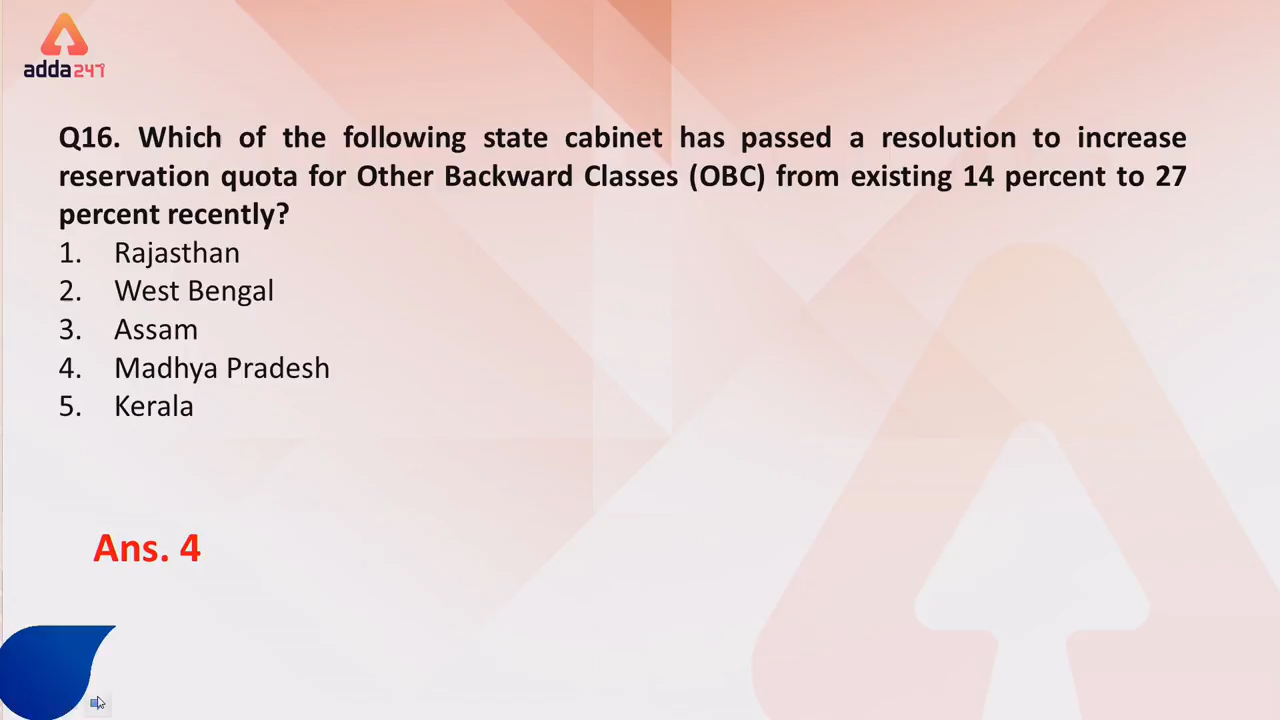 adda247
Q16. Which of the following state cabinet has passed a resolution to increase
reservation quota for Other Backward Classes (OBC) from existing 14 percent to 27
percent recently?
1. Rajasthan
2. West Bengal
3. Assam
4. Madhya Pradesh
5. Kerala
Ans. 4